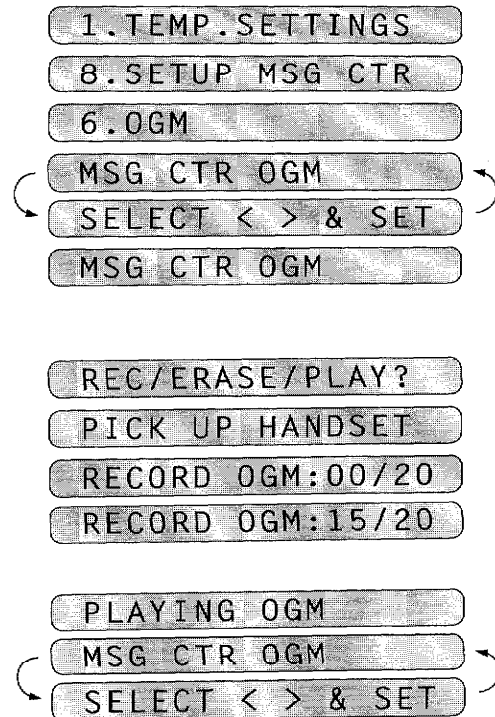 1.TEMP.SETTINGS
8.SETUP MSG CTR
6.OGM
MSG CTR OGM
SELECT < > & SET
MSG CTR OGM
REC/ERASE/PLAY?
PICK UP HANDSET
RECORD OGM:00/20
RECORD OGM:15/20
PLAYING OGM
MSG CTR OGM
SELECT < > & SET